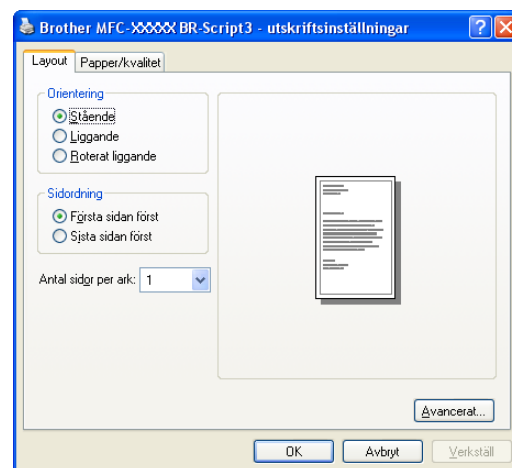 Brother MFC-XXXXX BR-Script3 - utskriftsinställningar
Layout Papper/kvalitet
Orientering
Stående
Liggande
Roterat liggande
Sidordning
Första sidan först
Sista sidan först
Antal sidor per ark: 1
Avancerat...
OK Avbryt Verkställ